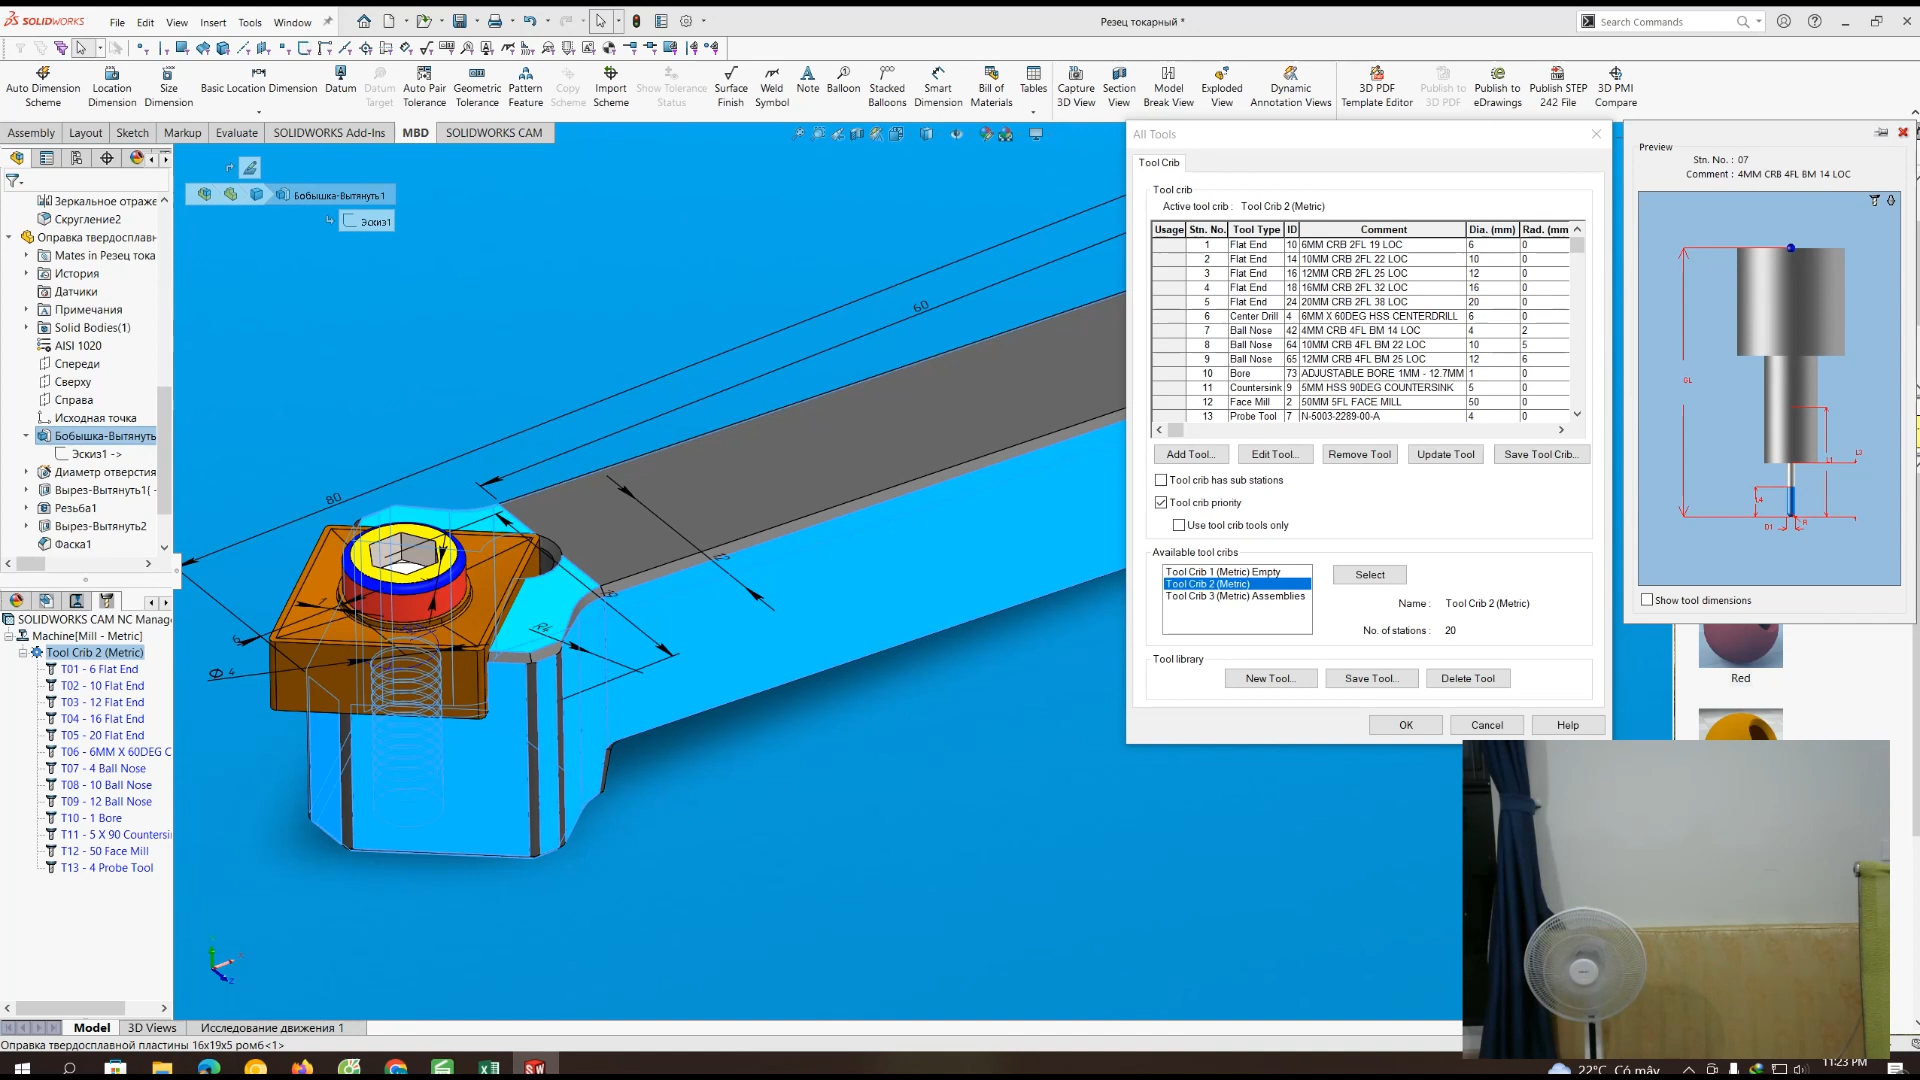 SOLIDWORKS File Edit View Insert Tools Window Резец токарный * Search Commands
Auto Dimension Scheme Location Dimension Size Dimension Basic Location Dimension Datum Datum Target Auto Pair Tolerance Geometric Tolerance Pattern Feature Copy Scheme Import Scheme Show Tolerance Status Surface Finish Weld Symbol Note Balloon Stacked Balloons Smart Dimension Bill of Materials Tables Capture 3D View Section View Model Break View Exploded View Dynamic Annotation Views 3D PDF Template Editor Publish to 3D PDF Publish to eDrawings Publish STEP 242 File 3D PMI Compare
Assembly Layout Sketch Markup Evaluate SOLIDWORKS Add-Ins MBD SOLIDWORKS CAM
Зеркальное отраже
Скругление2
Оправка твердосплавн
Mates in Резец тока
История
Датчики
Примечания
Solid Bodies(1)
AISI 1020
Спереди
Сверху
Справа
Исходная точка
Бобышка-Вытянуть
Эскиз1 ->
Диаметр отверстия
Вырез-Вытянуть1{ -
Резьба1
Вырез-Вытянуть2
Фаска1
SOLIDWORKS CAM NC Manag
Machine[Mill - Metric]
Tool Crib 2 (Metric)
T01 - 6 Flat End
T02 - 10 Flat End
T03 - 12 Flat End
T04 - 16 Flat End
T05 - 20 Flat End
T06 - 6MM X 60DEG C
T07 - 4 Ball Nose
T08 - 10 Ball Nose
T09 - 12 Ball Nose
T10 - 1 Bore
T11 - 5 X 90 Countersi
T12 - 50 Face Mill
T13 - 4 Probe Tool
Бобышка-Вытянуть1
Эскиз1
60
80
12
6
R4
Ø 4
All Tools
Tool Crib
Tool crib
Active tool crib : Tool Crib 2 (Metric)
Usage Stn. No. Tool Type ID Comment Dia. (mm) Rad. (mm
1 Flat End 10 6MM CRB 2FL 19 LOC 6 0
2 Flat End 14 10MM CRB 2FL 22 LOC 10 0
3 Flat End 16 12MM CRB 2FL 25 LOC 12 0
4 Flat End 18 16MM CRB 2FL 32 LOC 16 0
5 Flat End 24 20MM CRB 2FL 38 LOC 20 0
6 Center Drill 4 6MM X 60DEG HSS CENTERDRILL 6 0
7 Ball Nose 42 4MM CRB 4FL BM 14 LOC 4 2
8 Ball Nose 64 10MM CRB 4FL BM 22 LOC 10 5
9 Ball Nose 65 12MM CRB 4FL BM 25 LOC 12 6
10 Bore 73 ADJUSTABLE BORE 1MM - 12.7MM 1 0
11 Countersink 9 5MM HSS 90DEG COUNTERSINK 5 0
12 Face Mill 2 50MM 5FL FACE MILL 50 0
13 Probe Tool 7 N-5003-2289-00-A 4 0
Add Tool... Edit Tool... Remove Tool Update Tool Save Tool Crib...
Tool crib has sub stations
Tool crib priority
Use tool crib tools only
Available tool cribs
Tool Crib 1 (Metric) Empty
Tool Crib 2 (Metric)
Tool Crib 3 (Metric) Assemblies
Select
Name : Tool Crib 2 (Metric)
No. of stations : 20
Tool library
New Tool... Save Tool... Delete Tool
OK Cancel Help
Preview
Stn. No. : 07
Comment : 4MM CRB 4FL BM 14 LOC
GL
L1
L3
L4
D1
R
Show tool dimensions
Red
Model 3D Views Исследование движения 1
Оправка твердосплавной пластины 16x19x5 ромб<1>
22°C Có mây 11:23 PM